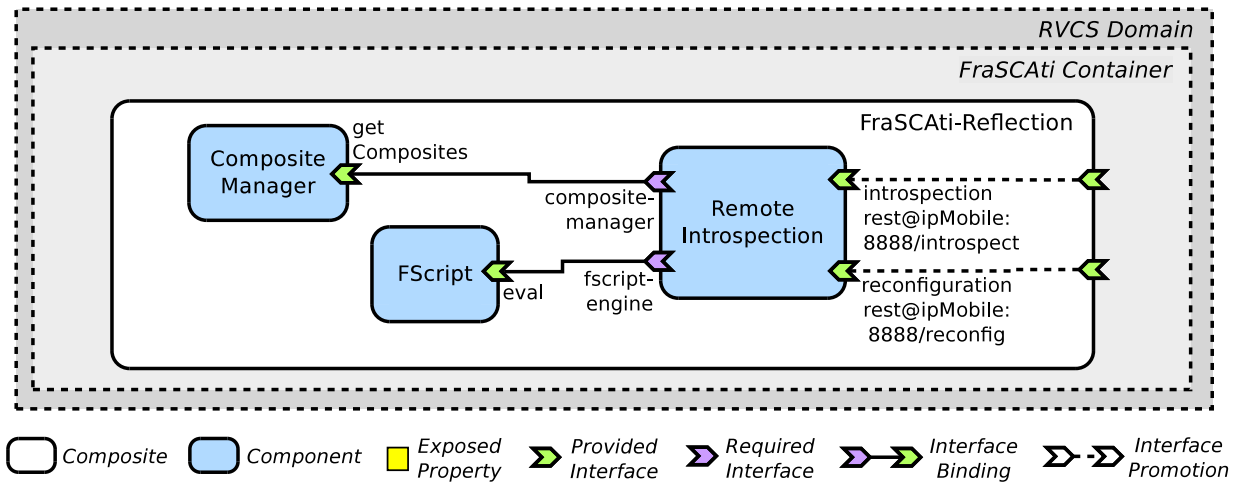 RVCS Domain
FraSCAti Container
FraSCAti-Reflection
get
Composites
Composite
Manager
composite-
manager
Remote
Introspection
introspection
rest@ipMobile:
8888/introspect
FScript
eval
fscript-
engine
reconfiguration
rest@ipMobile:
8888/reconfig
Composite
Component
Exposed
Property
Provided
Interface
Required
Interface
Interface
Binding
Interface
Promotion